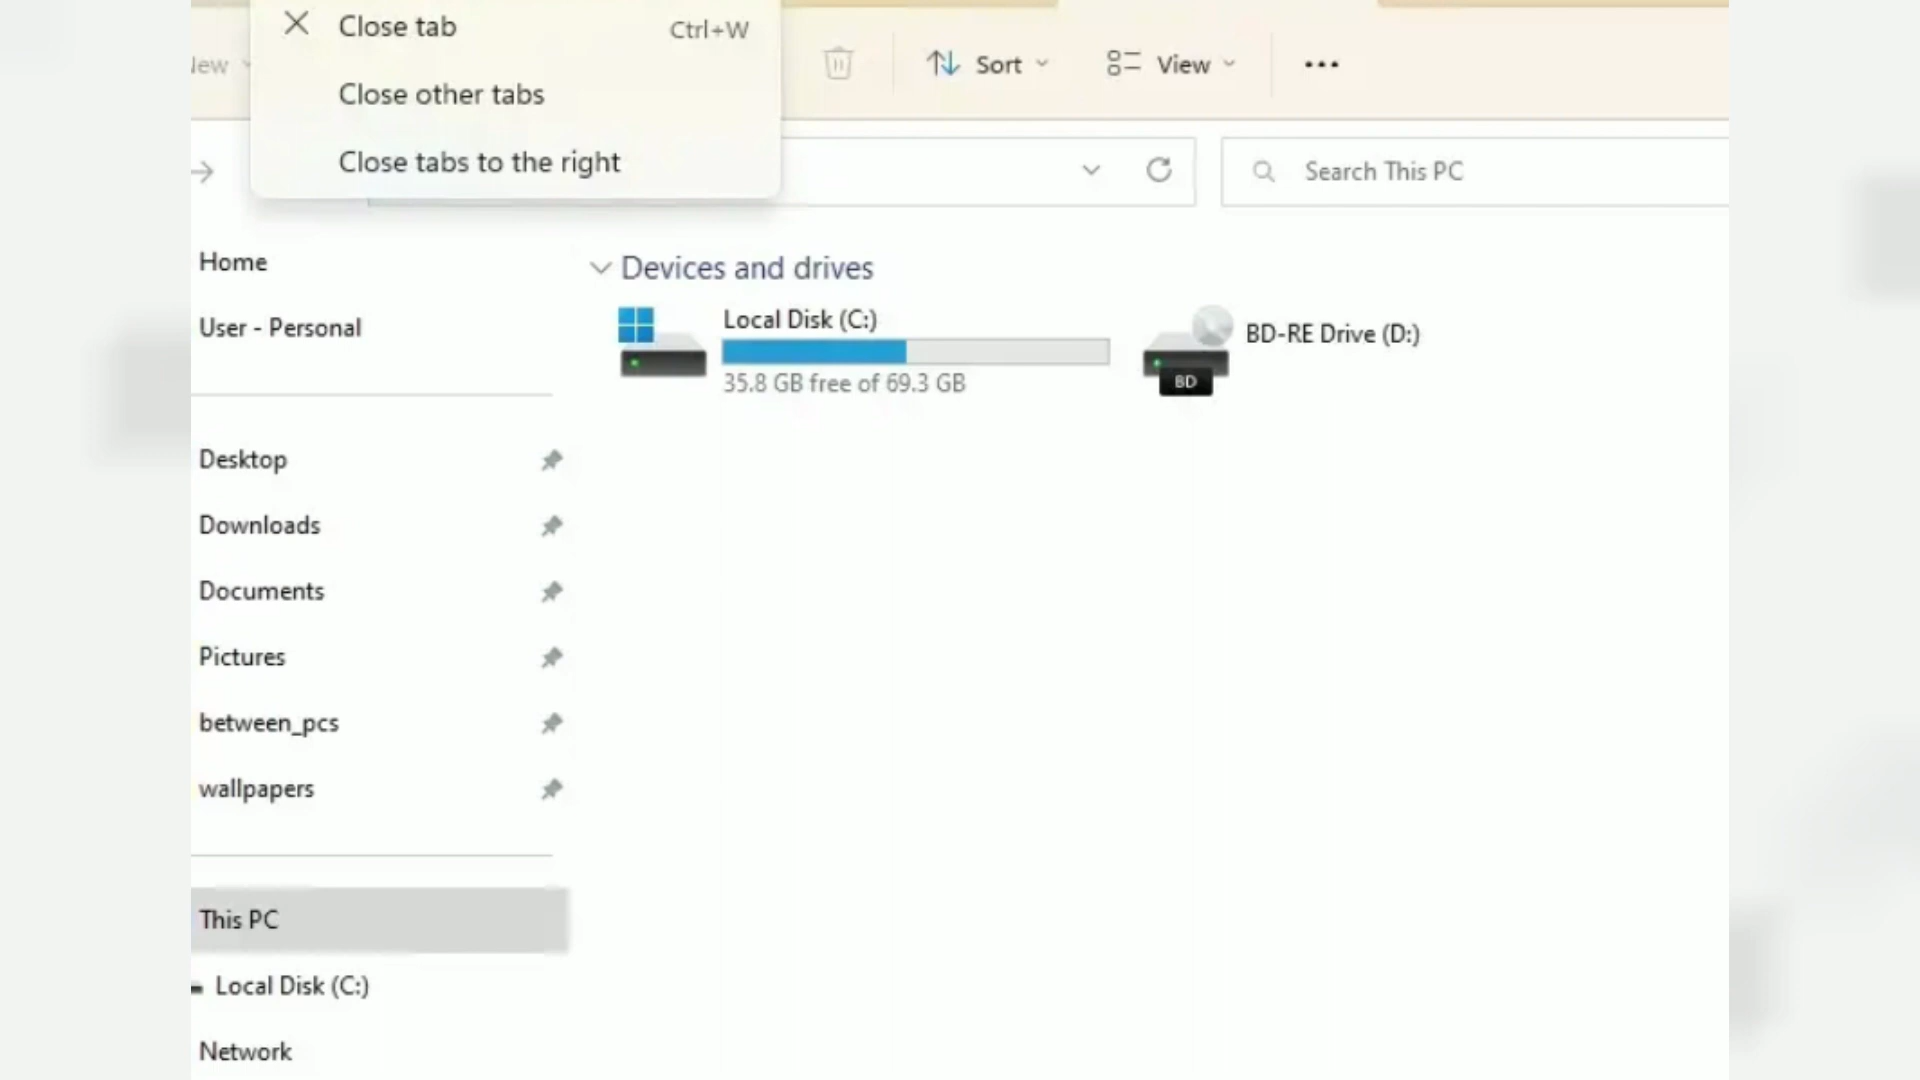 Close tab Ctrl+W
Close other tabs
Close tabs to the right
Sort
View
Search This PC
Home
User - Personal
Desktop
Downloads
Documents
Pictures
between_pcs
wallpapers
This PC
Local Disk (C:)
Network
Devices and drives
Local Disk (C:)
35.8 GB free of 69.3 GB
BD-RE Drive (D:)
BD